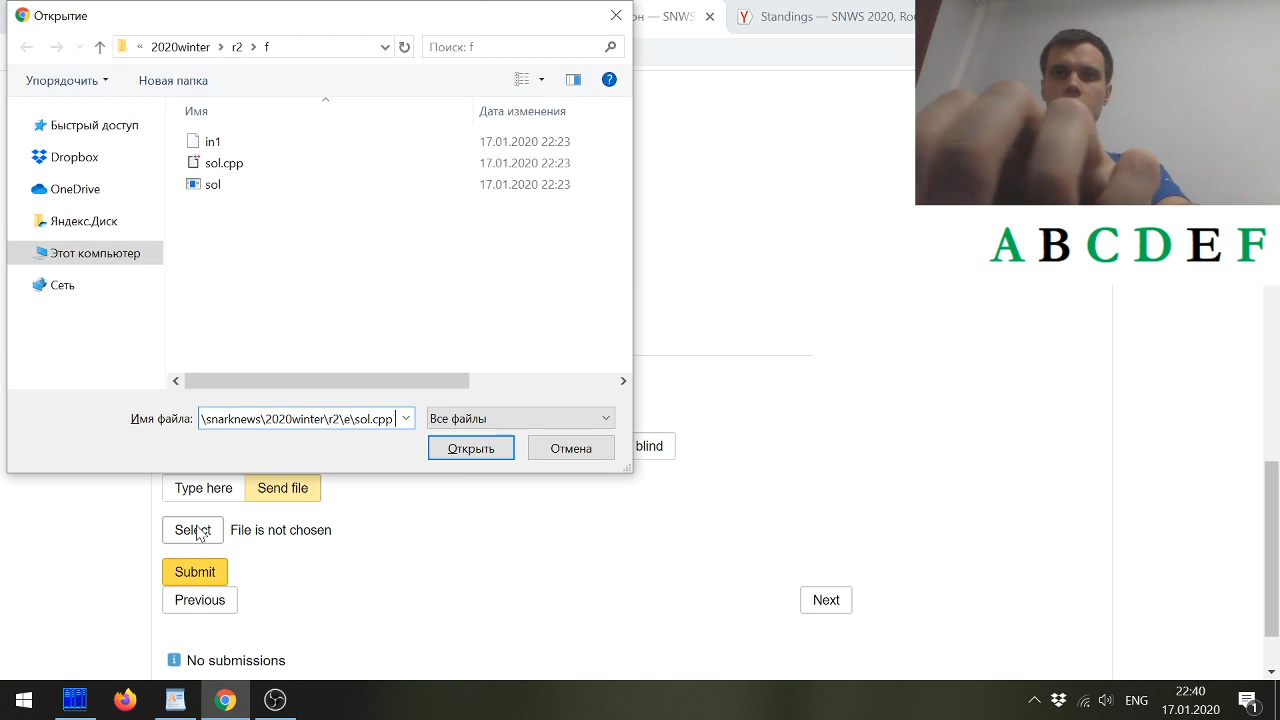 Открытие
он — SNWS
Standings — SNWS 2020, Rou
« 2020winter › r2 › f
Поиск: f
Упорядочить
Новая папка
?
Имя
Дата изменения
Быстрый доступ
Dropbox
OneDrive
Яндекс.Диск
Этот компьютер
Сеть
in1 17.01.2020 22:23
sol.cpp 17.01.2020 22:23
sol 17.01.2020 22:23
A B C D E F
Имя файла: \snarknews\2020winter\r2\e\sol.cpp
Все файлы
Открыть
Отмена
blind
Type here
Send file
Select
File is not chosen
Submit
Previous
Next
i No submissions
ENG
22:40
17.01.2020
1